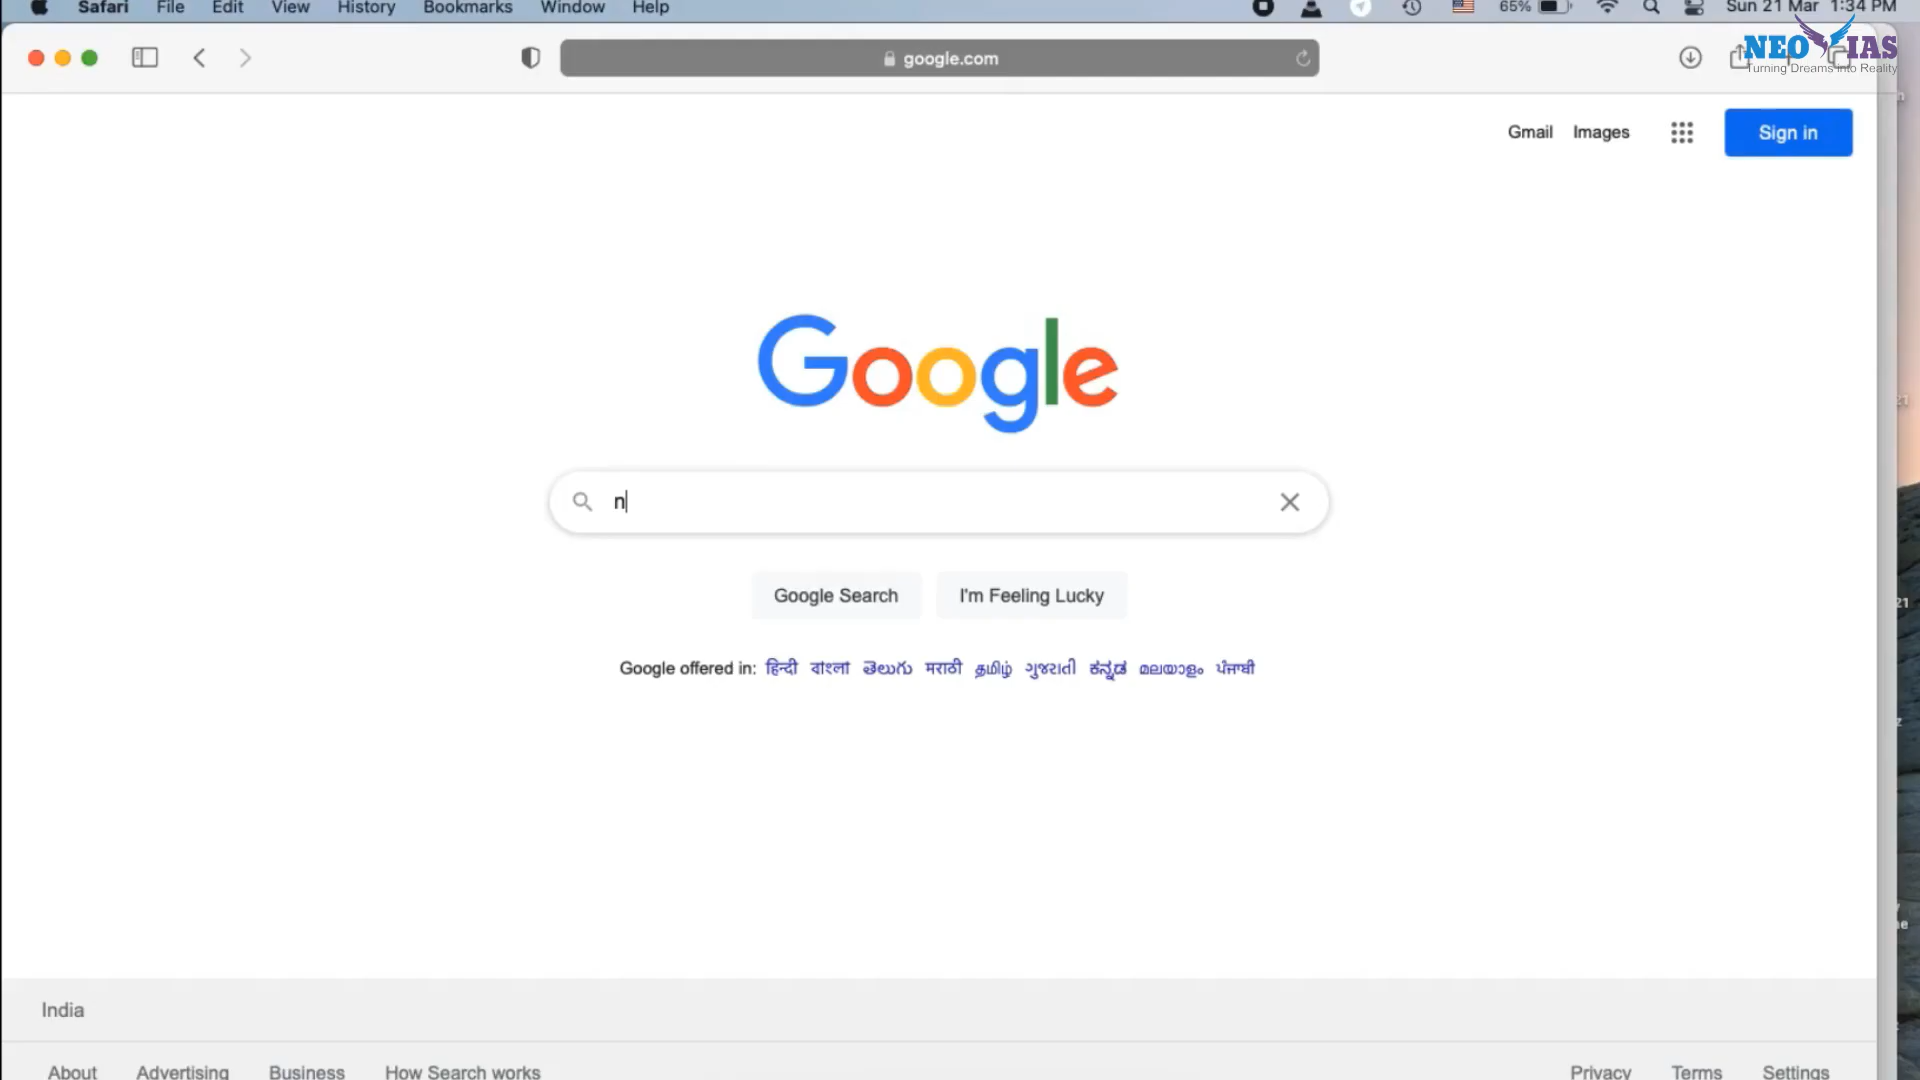 Safari File Edit View History Bookmarks Window Help 65% Sun 21 Mar 1:34 PM
google.com
NEO IAS
Turning Dreams into Reality
Gmail Images Sign in
Google
n
Google Search I'm Feeling Lucky
Google offered in: हिन्दी বাংলা తెలుగు मराठी தமிழ் ગુજરાતી ಕನ್ನಡ മലയാളം ਪੰਜਾਬੀ
India
About Advertising Business How Search works Privacy Terms Settings